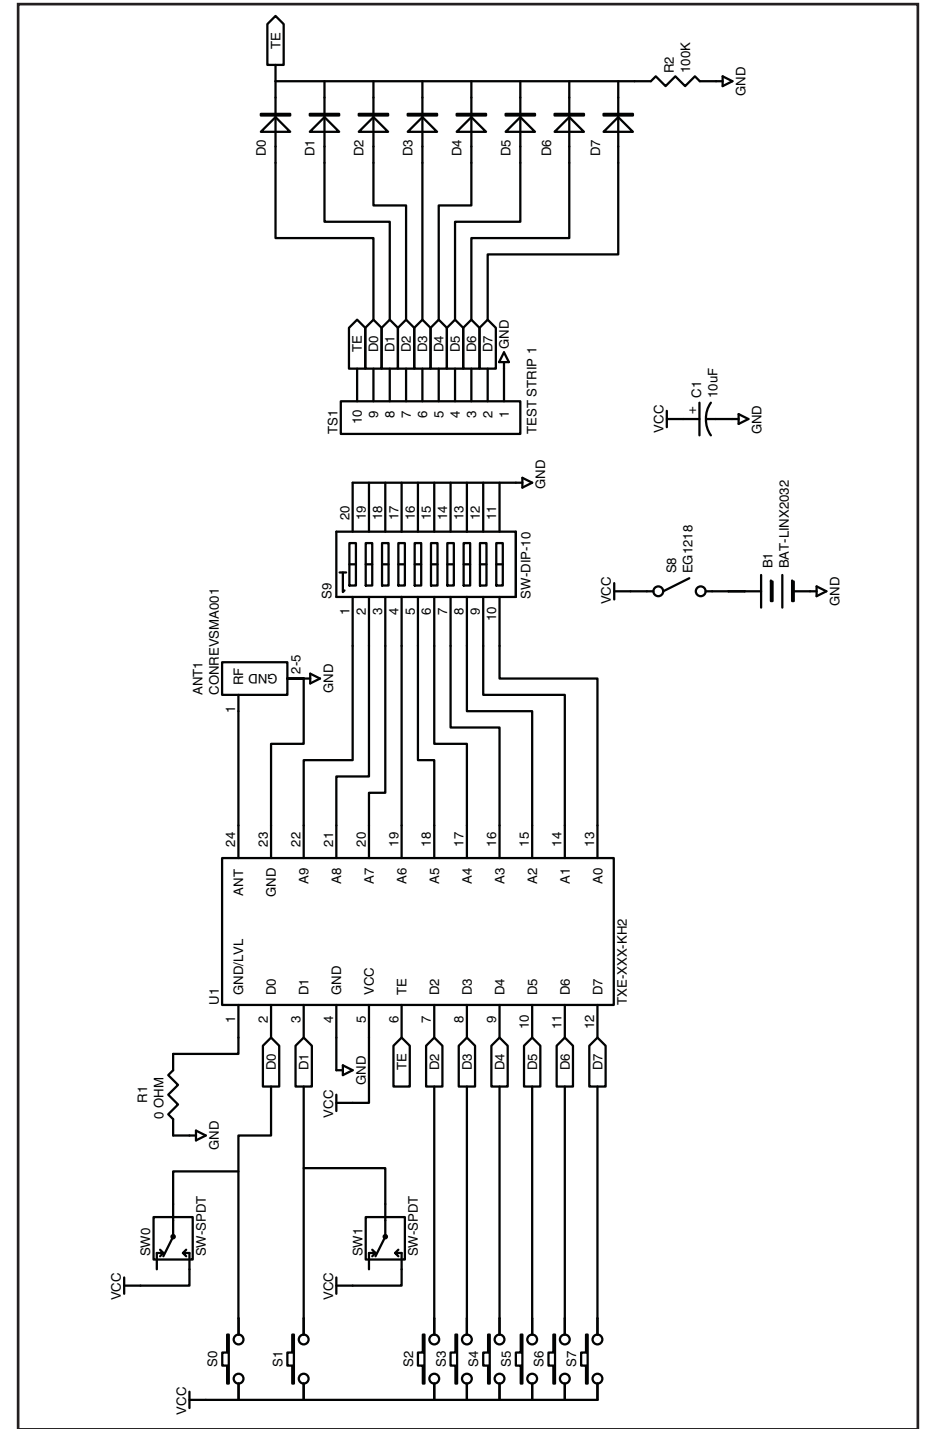 TE
R2
100K
GND
D0
D1
D2
D3
D4
D5
D6
D7
TE
D0
D1
D2
D3
D4
D5
D6
D7
GND
TS1
10
9
8
7
6
5
4
3
2
1
TEST STRIP 1
VCC
+
C1
10uF
GND
20
19
18
17
16
15
14
13
12
11
GND
S9
SW-DIP-10
1
2
3
4
5
6
7
8
9
10
VCC
S8
EG1218
B1
BAT-LINX2032
GND
ANT1
CONREVSMA001
RF
GND
1
2-5
GND
24
23
22
21
20
19
18
17
16
15
14
13
ANT
GND
A9
A8
A7
A6
A5
A4
A3
A2
A1
A0
U1
GND/LVL
D0
D1
GND
VCC
TE
D2
D3
D4
D5
D6
D7
TXE-XXX-KH2
1
2
3
4
5
6
7
8
9
10
11
12
R1
0 OHM
GND
D0
D1
GND
VCC
TE
D2
D3
D4
D5
D6
D7
SW0
SW-SPDT
VCC
SW1
SW-SPDT
VCC
S0
S1
S2
S3
S4
S5
S6
S7
VCC